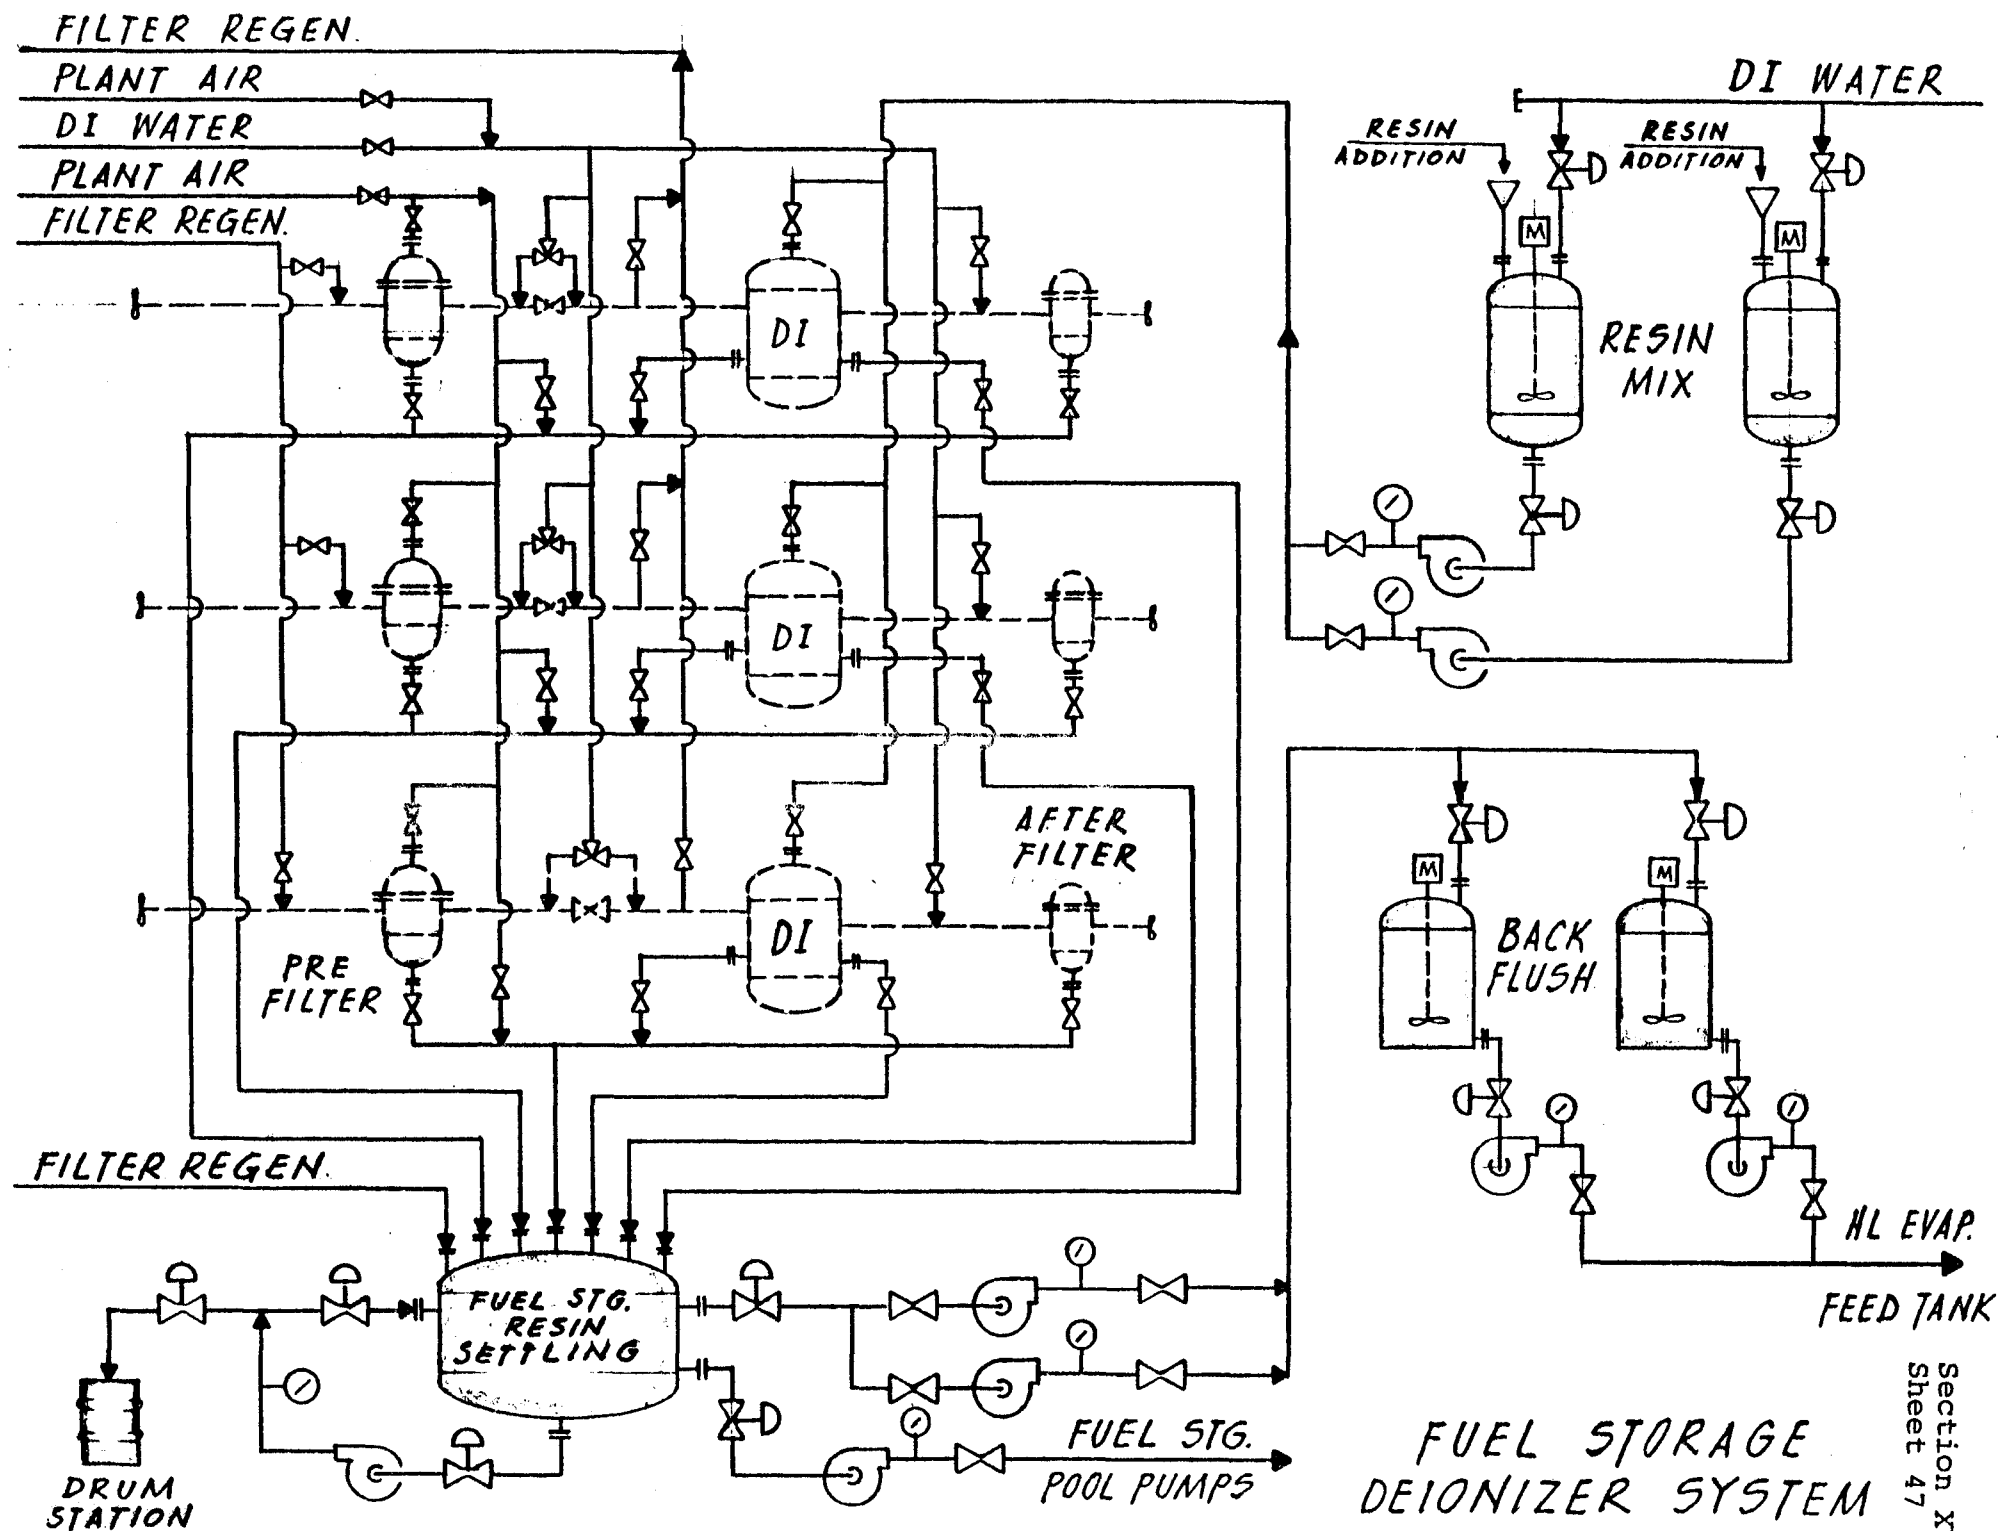 FILTER REGEN.
PLANT AIR
DI WATER
PLANT AIR
FILTER REGEN.
DI WATER
RESIN
ADDITION
RESIN
ADDITION
M
M
DI
RESIN
MIX
DI
AFTER
FILTER
M
M
DI
BACK
FLUSH
PRE
FILTER
FILTER REGEN.
HL EVAP.
FEED TANK
FUEL STG.
RESIN
SETTLING
DRUM
STATION
FUEL STG.
POOL PUMPS
FUEL STORAGE
DEIONIZER SYSTEM
Section X
Sheet 47